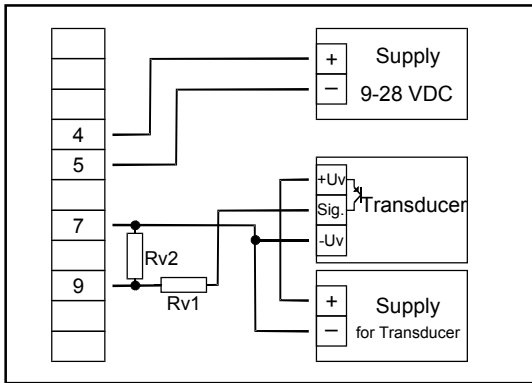 +
Supply
−
9-28 VDC
4
5
+Uv
Sig.
Transducer
-Uv
7
Rv2
9
Rv1
+
Supply
−
for Transducer